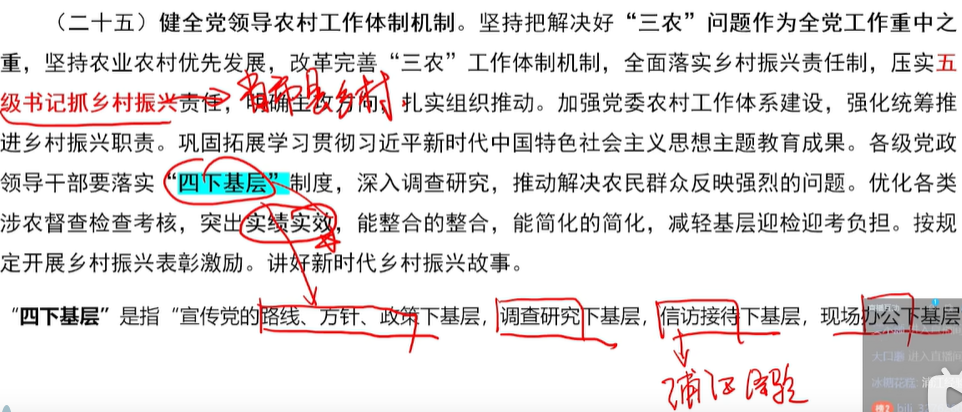 （二十五）健全党领导农村工作体制机制。坚持把解决好“三农”问题作为全党工作重中之
重，坚持农业农村优先发展，改革完善“三农”工作体制机制，全面落实乡村振兴责任制，压实五
级书记抓乡村振兴责任，明确主攻方向，扎实组织推动。加强党委农村工作体系建设，强化统筹推
省市县乡村
进乡村振兴职责。巩固拓展学习贯彻习近平新时代中国特色社会主义思想主题教育成果。各级党政
领导干部要落实“四下基层”制度，深入调查研究，推动解决农民群众反映强烈的问题。优化各类
涉农督查检查考核，突出实绩实效，能整合的整合，能简化的简化，减轻基层迎检迎考负担。按规
定开展乡村振兴表彰激励。讲好新时代乡村振兴故事。
“四下基层”是指“宣传党的路线、方针、政策下基层，调查研究下基层，信访接待下基层，现场办公下基层
大口 进入直播间
浦江经验